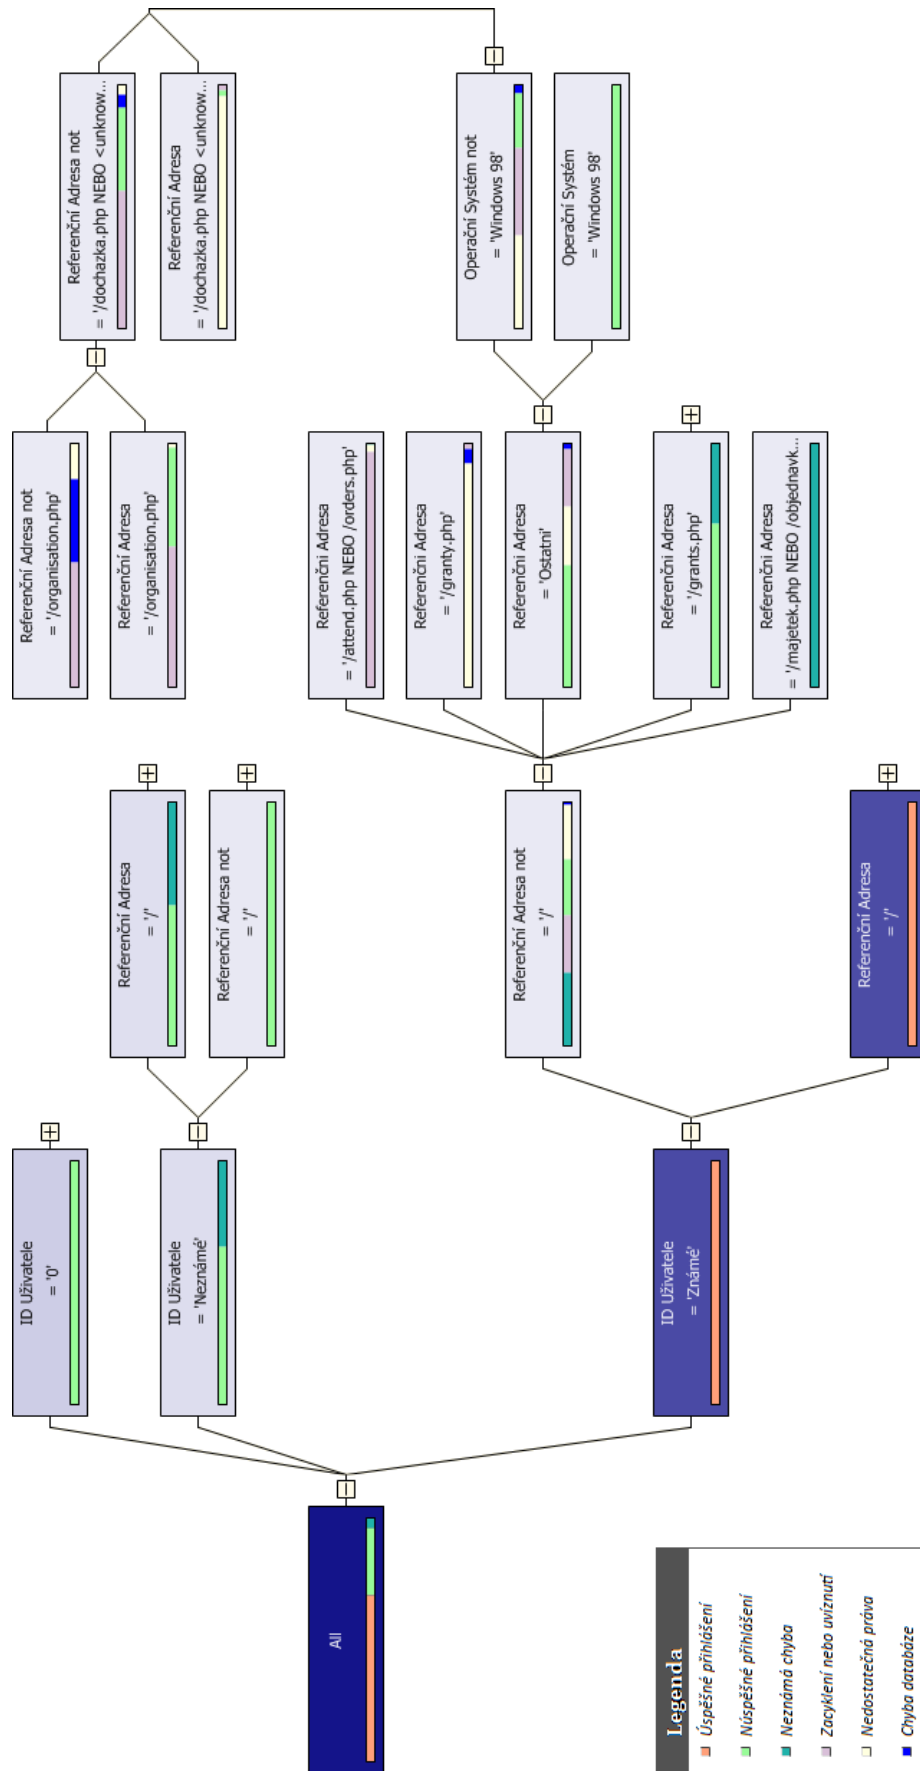 All
ID Uživatele
= '0'
ID Uživatele
= 'Neznámé'
ID Uživatele
= 'Známé'
Referenční Adresa
= '/'
Referenční Adresa not
= '/'
Referenční Adresa not
= '/'
Referenční Adresa
= '/'
Referenční Adresa not
= '/organisation.php'
Referenční Adresa
= '/organisation.php'
Referenční Adresa
= '/attend.php NEBO /orders.php'
Referenční Adresa
= '/granty.php'
Referenční Adresa
= 'Ostatni'
Referenční Adresa
= '/grants.php'
Referenční Adresa
= '/majetek.php NEBO /objednavk...
Referenční Adresa not
= '/dochazka.php NEBO <unknow...
Referenční Adresa
= '/dochazka.php NEBO <unknow...
Operační Systém not
= 'Windows 98'
Operační Systém
= 'Windows 98'
Legenda
Úspěšné přihlášení
Núspěšné přihlášení
Neznámá chyba
Zacyklení nebo uvíznutí
Nedostatečná práva
Chyba databáze